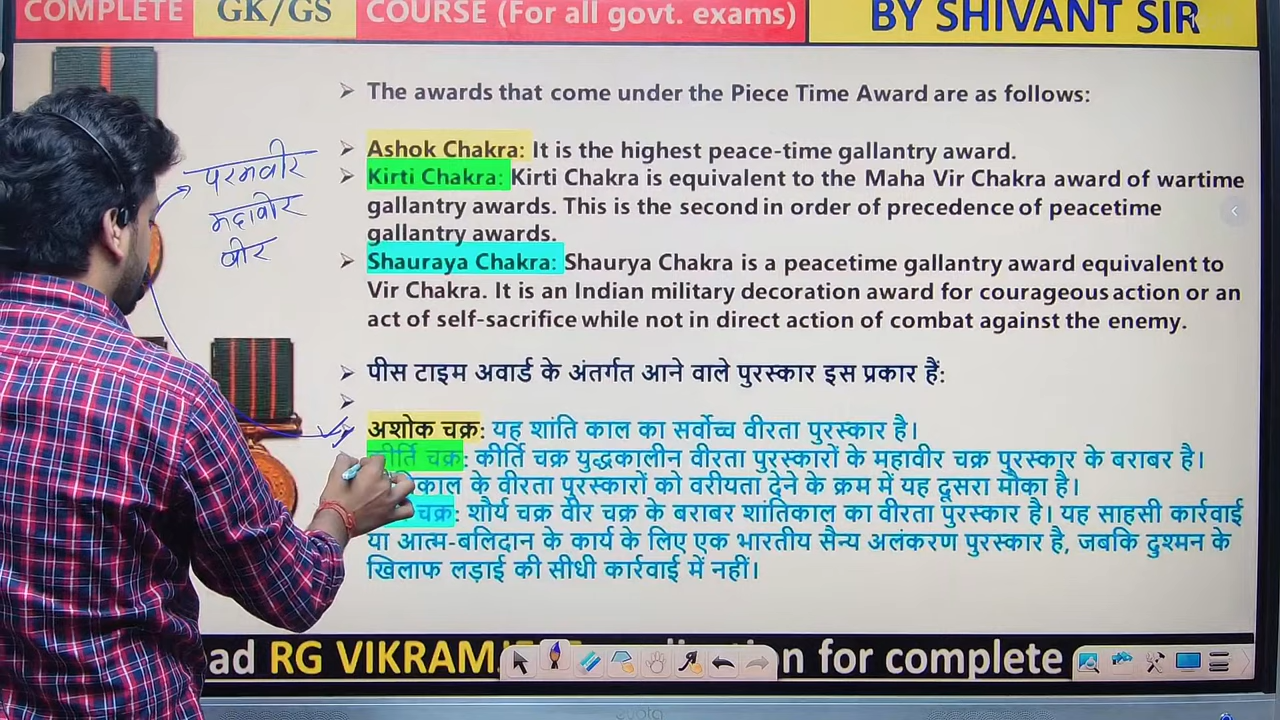 COMPLETE GK/GS COURSE (For all govt. exams) BY SHIVANT SIR
The awards that come under the Piece Time Award are as follows:
Ashok Chakra: It is the highest peace-time gallantry award.
Kirti Chakra: Kirti Chakra is equivalent to the Maha Vir Chakra award of wartime
gallantry awards. This is the second in order of precedence of peacetime
gallantry awards.
Shauraya Chakra: Shaurya Chakra is a peacetime gallantry award equivalent to
Vir Chakra. It is an Indian military decoration award for courageous action or an
act of self-sacrifice while not in direct action of combat against the enemy.
परमवीर
महावीर
वीर
पीस टाइम अवार्ड के अंतर्गत आने वाले पुरस्कार इस प्रकार हैं:
अशोक चक्र: यह शांति काल का सर्वोच्च वीरता पुरस्कार है।
कीर्ति चक्र: कीर्ति चक्र युद्धकालीन वीरता पुरस्कारों के महावीर चक्र पुरस्कार के बराबर है।
काल के वीरता पुरस्कारों को वरीयता देने के क्रम में यह दूसरा मौका है।
चक्र: शौर्य चक्र वीर चक्र के बराबर शांतिकाल का वीरता पुरस्कार है। यह साहसी कार्रवाई
या आत्म-बलिदान के कार्य के लिए एक भारतीय सैन्य अलंकरण पुरस्कार है, जबकि दुश्मन के
खिलाफ लड़ाई की सीधी कार्रवाई में नहीं।
ad RG VIKRAM n for complete